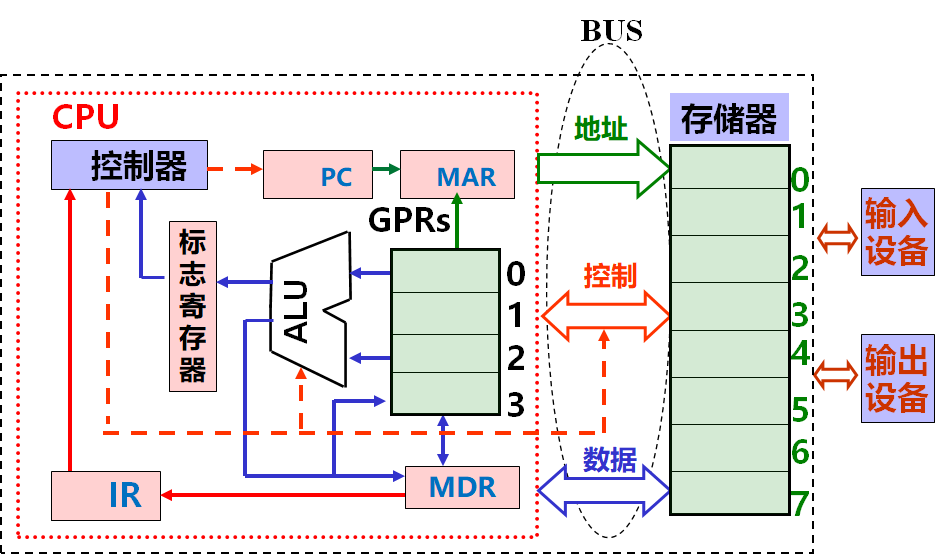 BUS
CPU
地址
存储器
控制器
PC
MAR
GPRs
0
1
2
3
4
5
6
7
输入
设备
标
志
寄
存
器
ALU
0
1
2
3
控制
输出
设备
数据
IR
MDR